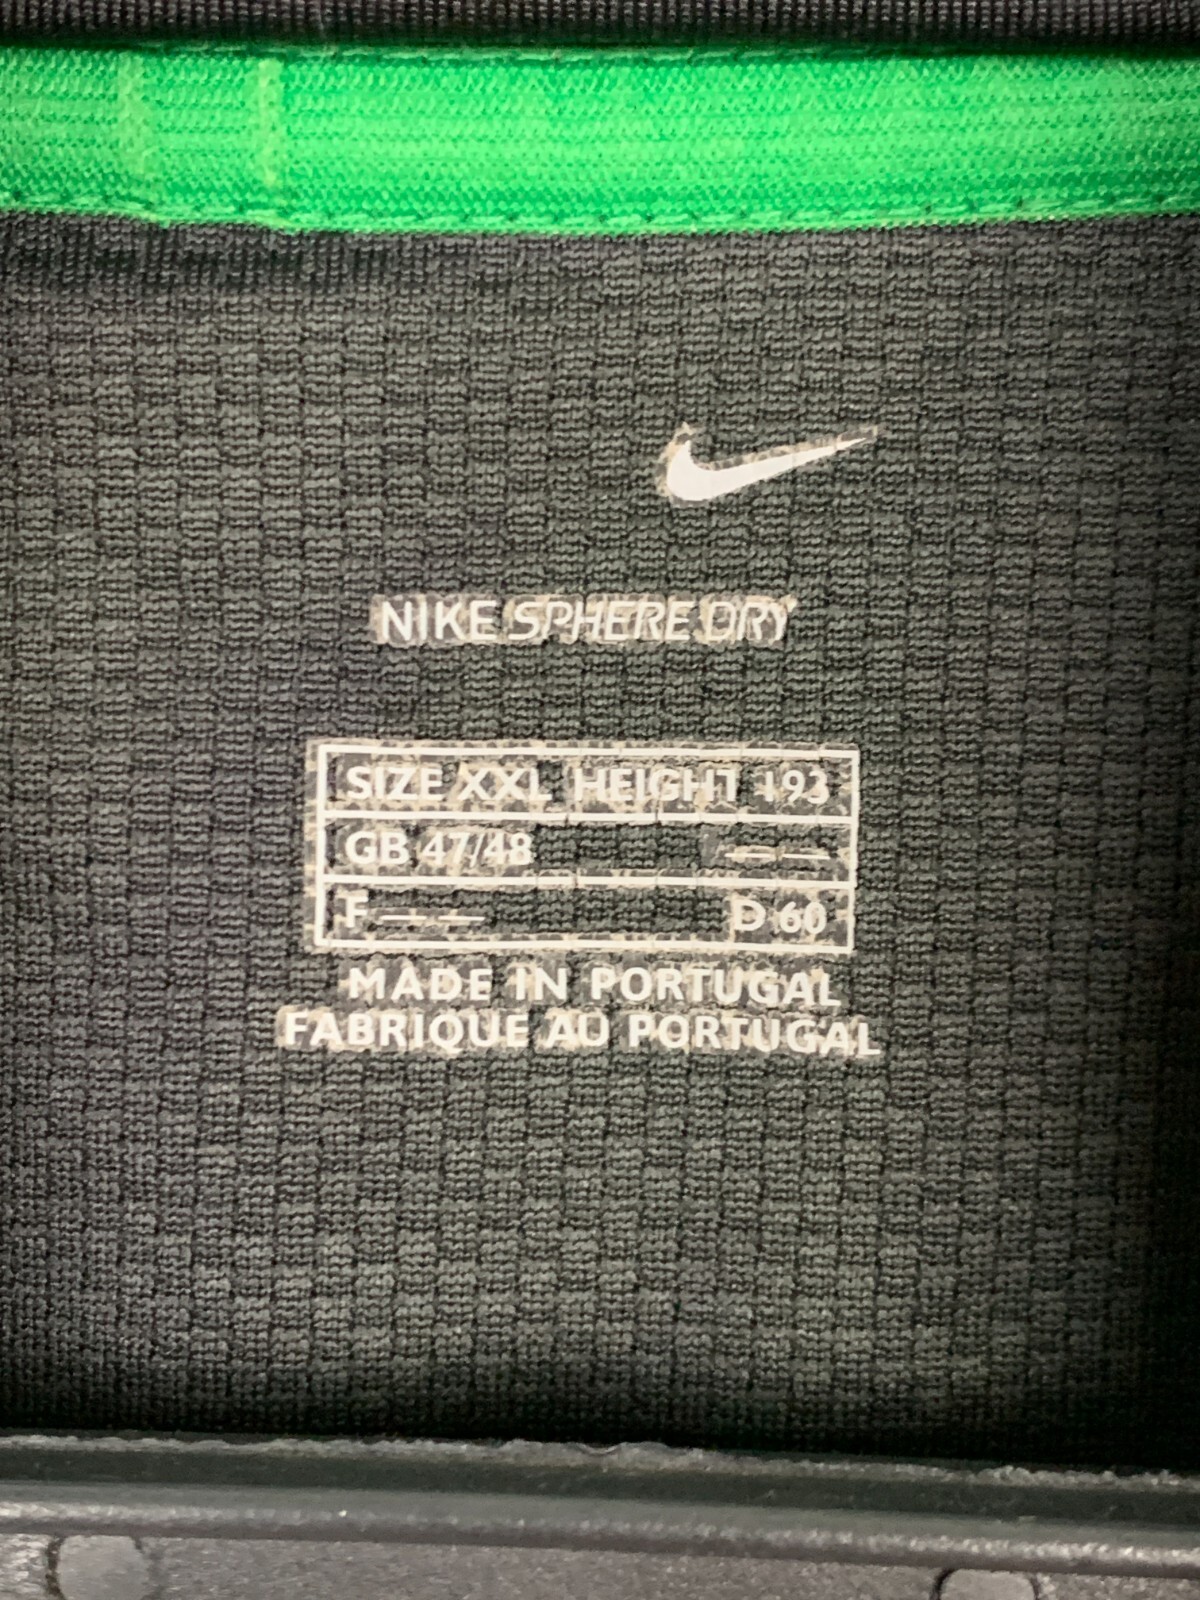 NIKE SPHERE DRY
SIZE XXL HEIGHT 193
GB 47/48 — —
F — — D 60
MADE IN PORTUGAL
FABRIQUE AU PORTUGAL